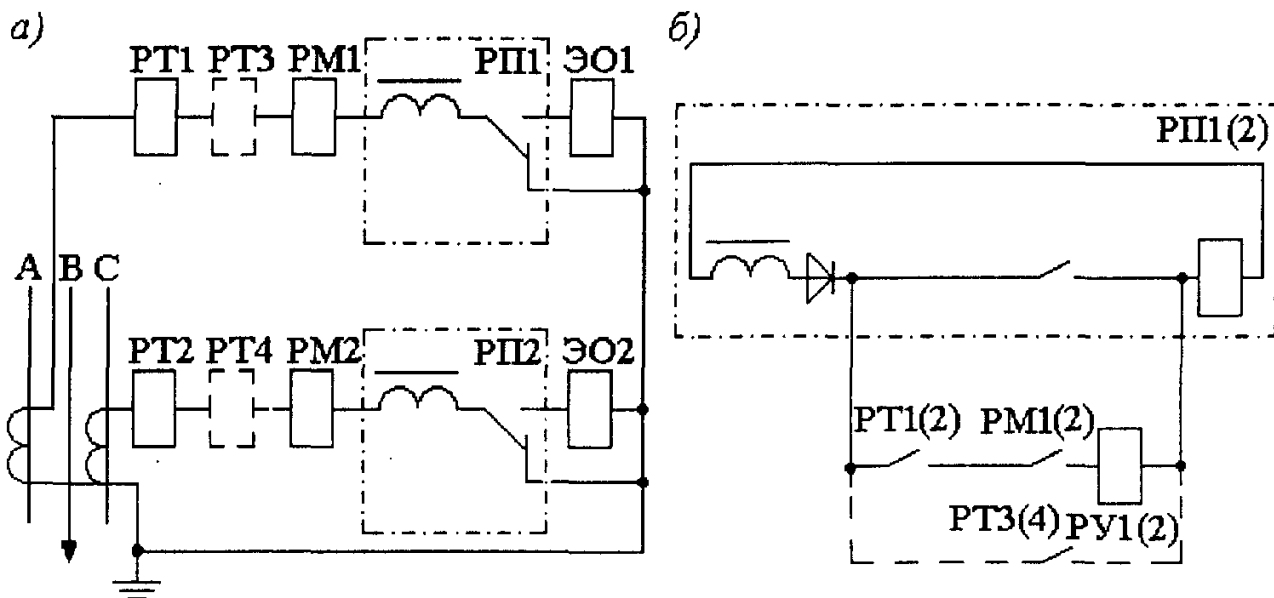 а)
РТ1 РТ3 РМ1 РП1 ЭО1
А В С
РТ2 РТ4 РМ2 РП2 ЭО2
б)
РП1(2)
РТ1(2) РМ1(2)
РТ3(4) РУ1(2)